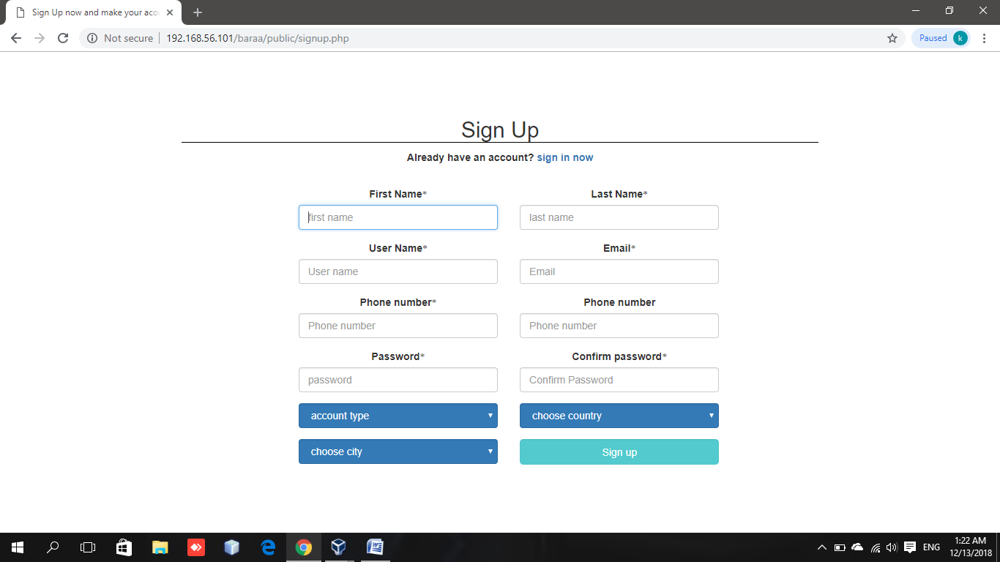 Sign Up now and make your aco
Not secure 192.168.56.101/baraa/public/signup.php Paused k
Sign Up
Already have an account? sign in now
First Name* Last Name*
first name last name
User Name* Email*
User name Email
Phone number* Phone number
Phone number Phone number
Password* Confirm password*
password Confirm Password
account type choose country
choose city Sign up
ENG 1:22 AM
12/13/2018